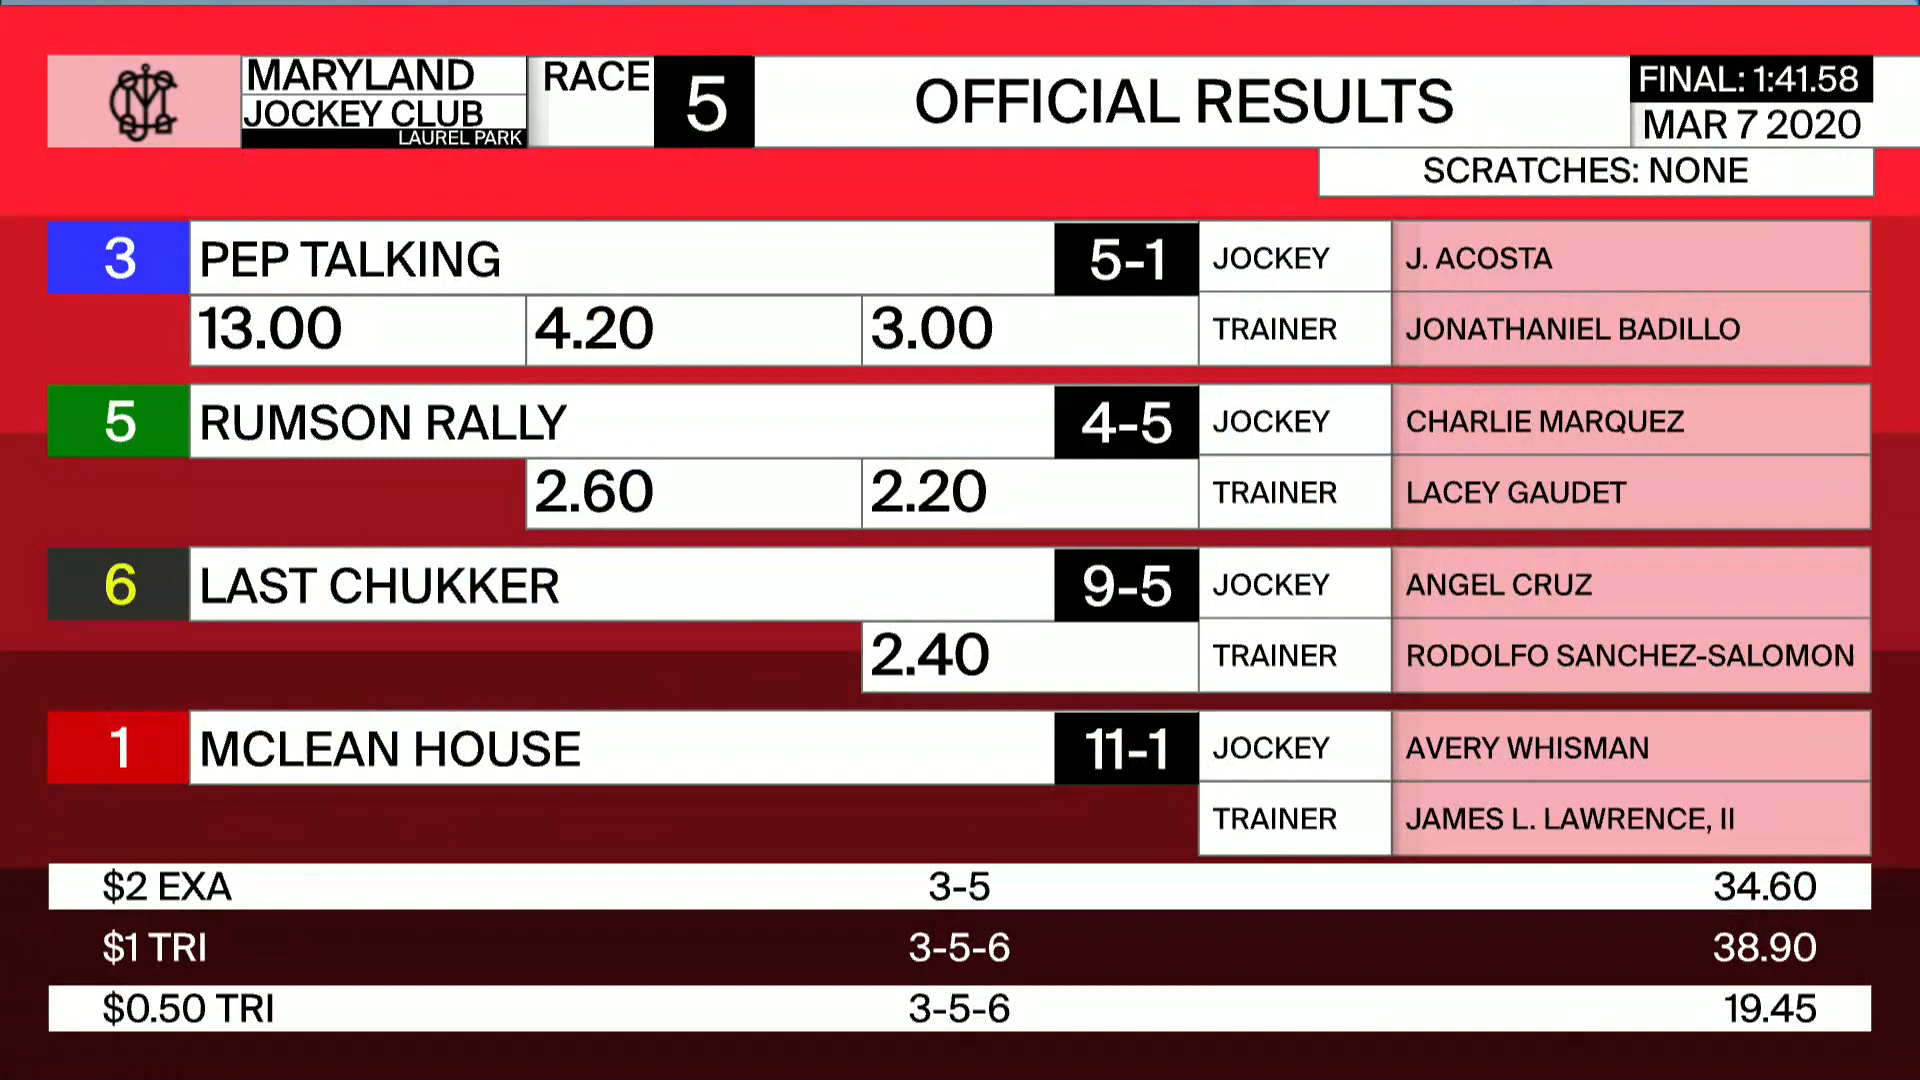 MARYLAND
JOCKEY CLUB
LAUREL PARK
RACE 5
OFFICIAL RESULTS
FINAL: 1:41.58
MAR 7 2020
SCRATCHES: NONE
3 PEP TALKING 5-1 JOCKEY J. ACOSTA
13.00 4.20 3.00 TRAINER JONATHANIEL BADILLO
5 RUMSON RALLY 4-5 JOCKEY CHARLIE MARQUEZ
2.60 2.20 TRAINER LACEY GAUDET
6 LAST CHUKKER 9-5 JOCKEY ANGEL CRUZ
2.40 TRAINER RODOLFO SANCHEZ-SALOMON
1 MCLEAN HOUSE 11-1 JOCKEY AVERY WHISMAN
TRAINER JAMES L. LAWRENCE, II
$2 EXA 3-5 34.60
$1 TRI 3-5-6 38.90
$0.50 TRI 3-5-6 19.45